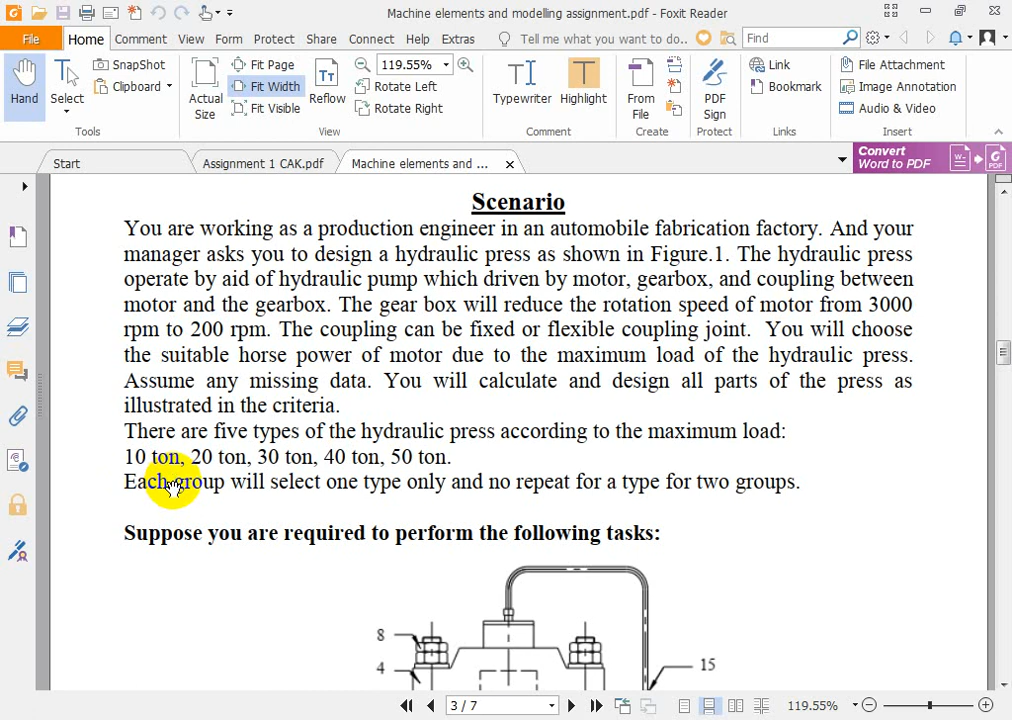 Machine elements and modelling assignment.pdf - Foxit Reader
File Home Comment View Form Protect Share Connect Help Extras Tell me what you want to do.. Find
Hand
Select
SnapShot
Clipboard
Tools
Actual Size
Fit Page
Fit Width
Fit Visible
Reflow
119.55%
Rotate Left
Rotate Right
View
Typewriter
Highlight
Comment
From File
Create
PDF Sign
Protect
Link
Bookmark
Links
File Attachment
Image Annotation
Audio & Video
Insert
Start Assignment 1 CAK.pdf Machine elements and ...
Convert
Word to PDF
Scenario
You are working as a production engineer in an automobile fabrication factory. And your
manager asks you to design a hydraulic press as shown in Figure.1. The hydraulic press
operate by aid of hydraulic pump which driven by motor, gearbox, and coupling between
motor and the gearbox. The gear box will reduce the rotation speed of motor from 3000
rpm to 200 rpm. The coupling can be fixed or flexible coupling joint. You will choose
the suitable horse power of motor due to the maximum load of the hydraulic press.
Assume any missing data. You will calculate and design all parts of the press as
illustrated in the criteria.
There are five types of the hydraulic press according to the maximum load:
10 ton, 20 ton, 30 ton, 40 ton, 50 ton.
Each group will select one type only and no repeat for a type for two groups.
Suppose you are required to perform the following tasks:
8
4
15
3 / 7
119.55%